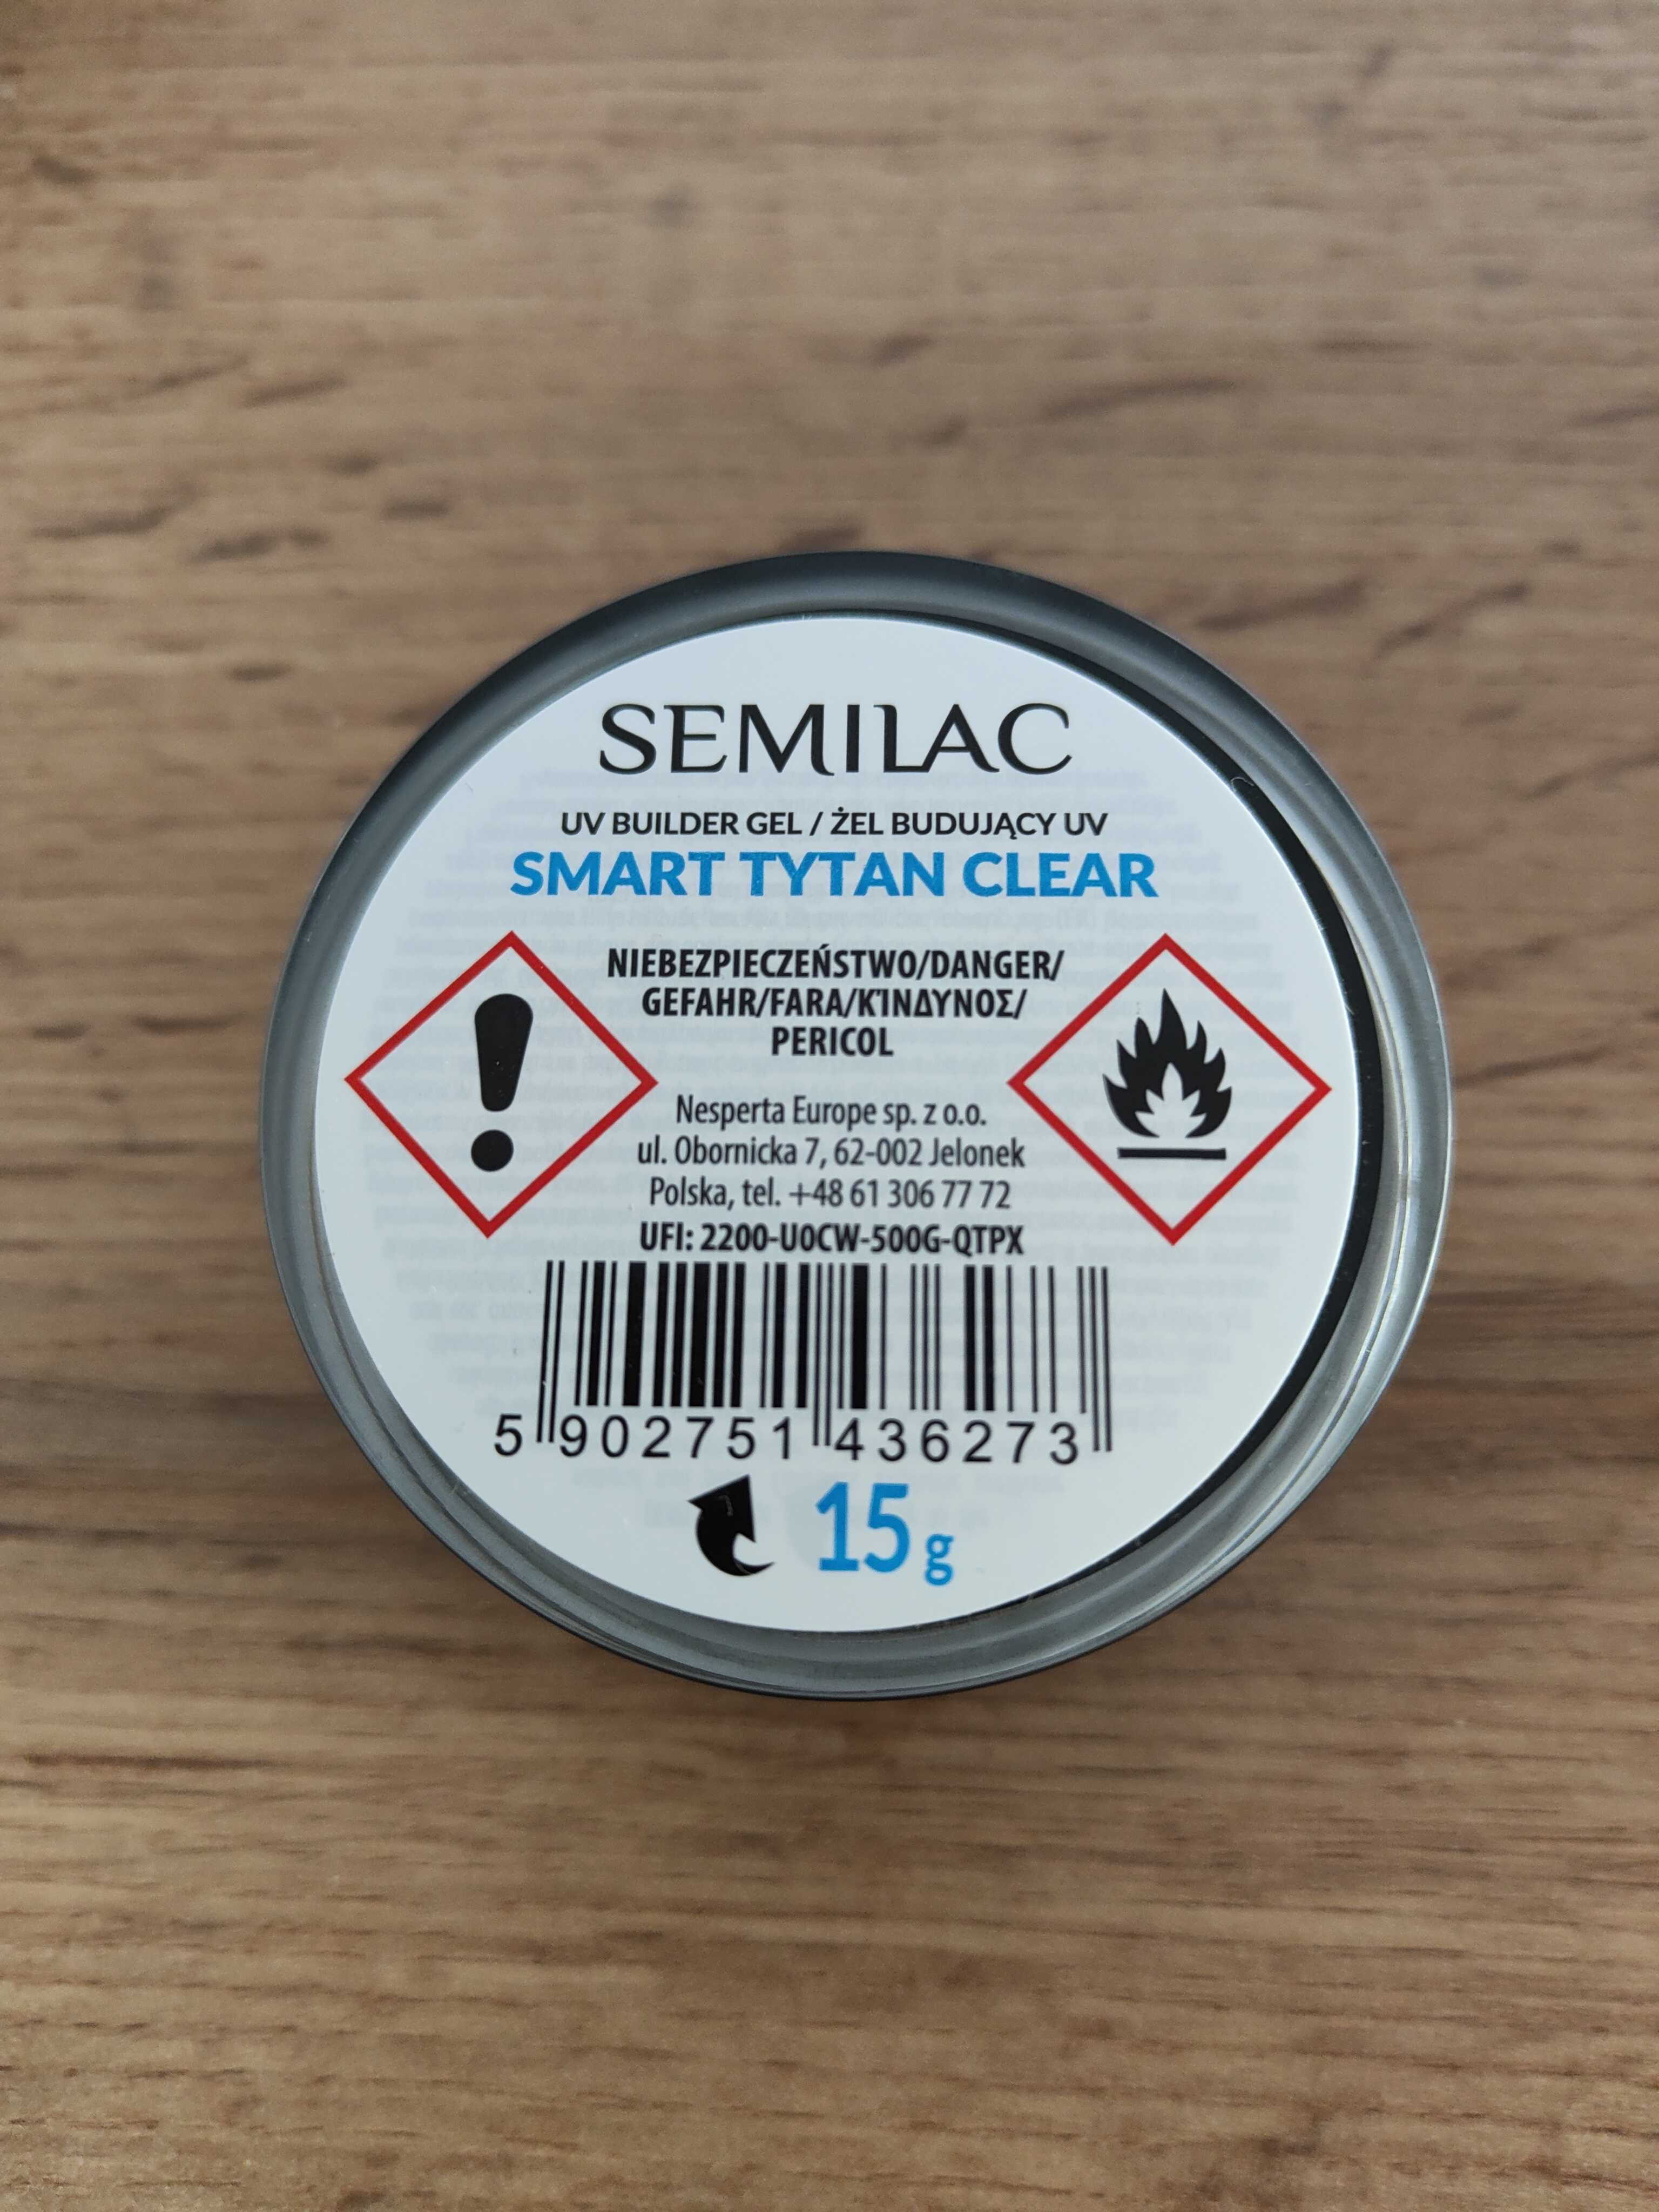 SEMILAC
UV BUILDER GEL / ŻEL BUDUJĄCY UV
SMART TYTAN CLEAR
NIEBEZPIECZEŃSTWO/DANGER/
GEFAHR/FARA/ΚΊΝΔΥΝΟΣ/
PERICOL
Nesperta Europe sp. z o.o.
ul. Obornicka 7, 62-002 Jelonek
Polska, tel. +48 61 306 77 72
UFI: 2200-U0CW-500G-QTPX
5 902751 436273
15 g